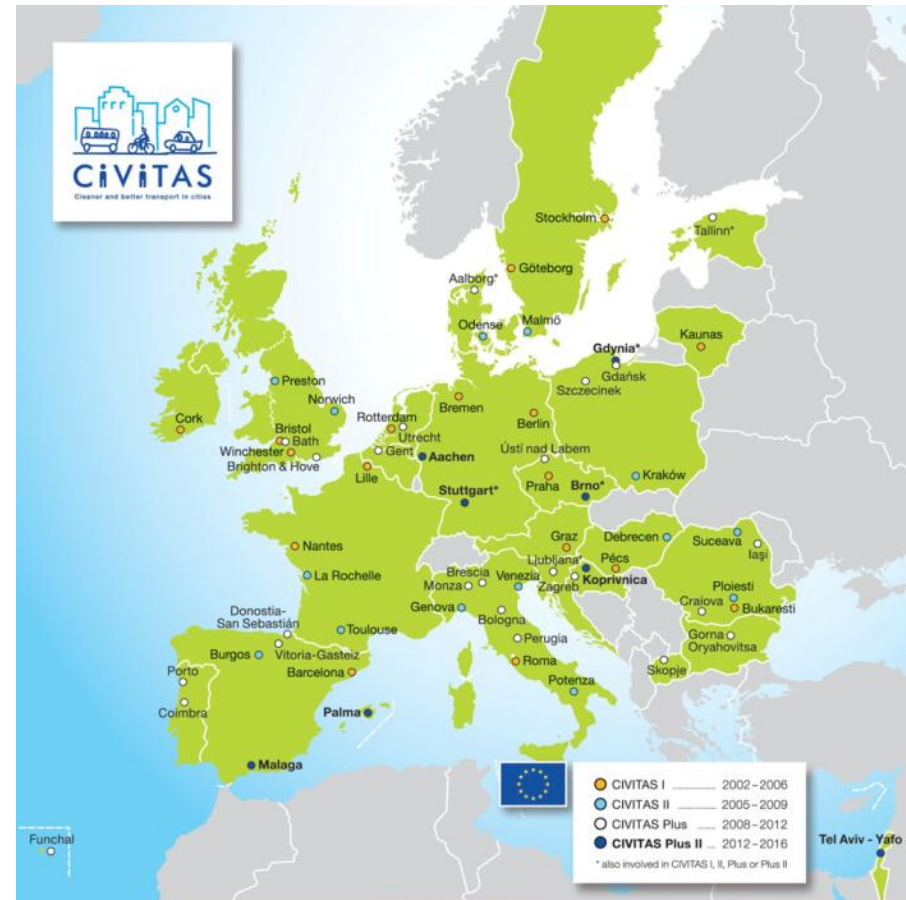 CiViTAS
Cleaner and better transport in cities
Stockholm
Tallinn*
Göteborg
Aalborg*
Odense
Malmö
Kaunas
Gdynia*
Gdańsk
Szczecinek
Preston
Norwich
Cork
Bristol
Bath
Winchester
Brighton & Hove
Rotterdam
Utrecht
Gent
Lille
Bremen
Berlin
Aachen
Ústí nad Labem
Stuttgart*
Praha
Brno*
Kraków
Nantes
La Rochelle
Graz
Ljubljana*
Debrecen
Pécs
Koprivnica
Zagreb
Suceava
Iaşi
Ploiesti
Craiova
Bukaresti
Gorna
Oryahovitsa
Skopje
Brescia
Monza
Venezia
Genova
Bologna
Perugia
Roma
Potenza
Donostia-
San Sebastián
Toulouse
Burgos
Vitoria-Gasteiz
Barcelona
Porto
Coimbra
Palma
Malaga
Funchal
Tel Aviv - Yafo
CIVITAS I ............ 2002–2006
CIVITAS II ........... 2005–2009
CIVITAS Plus ..... 2008–2012
CIVITAS Plus II ... 2012–2016
* also involved in CIVITAS I, II, Plus or Plus II